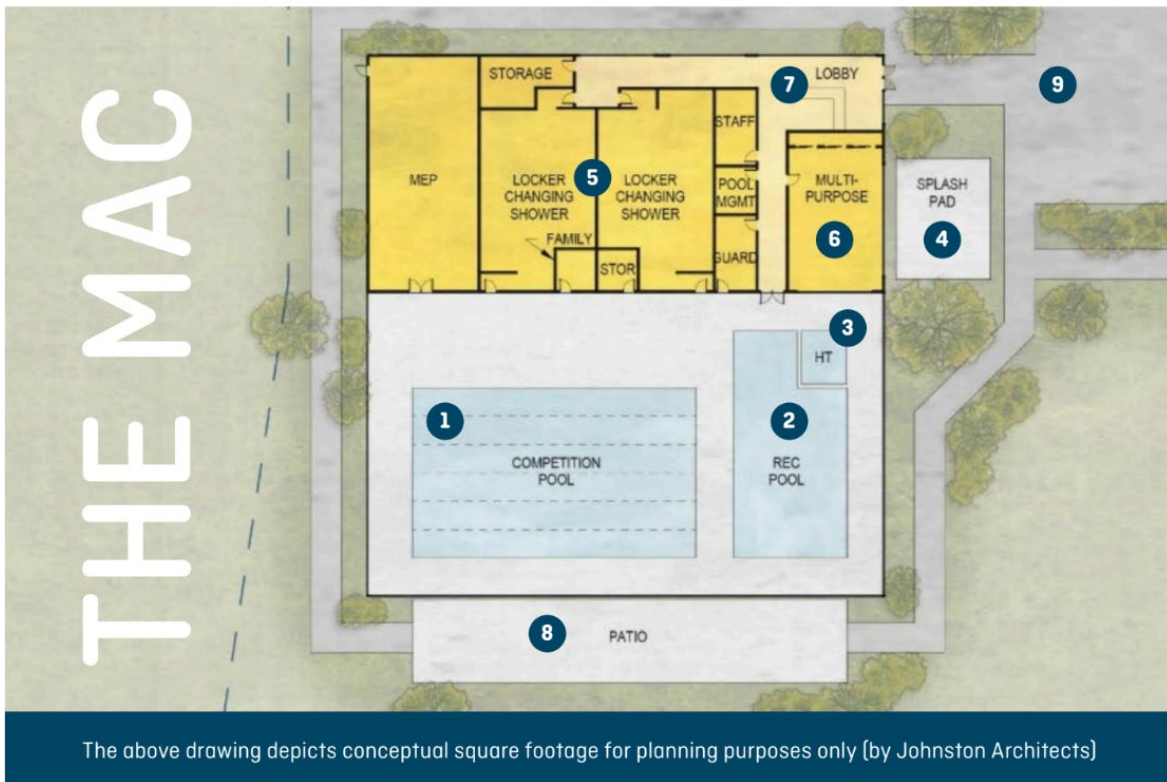 THE MAC
STORAGE
7
LOBBY
9
STAFF
MEP
LOCKER
CHANGING
SHOWER
5
LOCKER
CHANGING
SHOWER
POOL
MGMT
MULTI-
PURPOSE
6
SPLASH
PAD
4
FAMILY
STOR
GUARD
3
HT
1
2
COMPETITION
POOL
REC
POOL
8
PATIO
The above drawing depicts conceptual square footage for planning purposes only (by Johnston Architects)